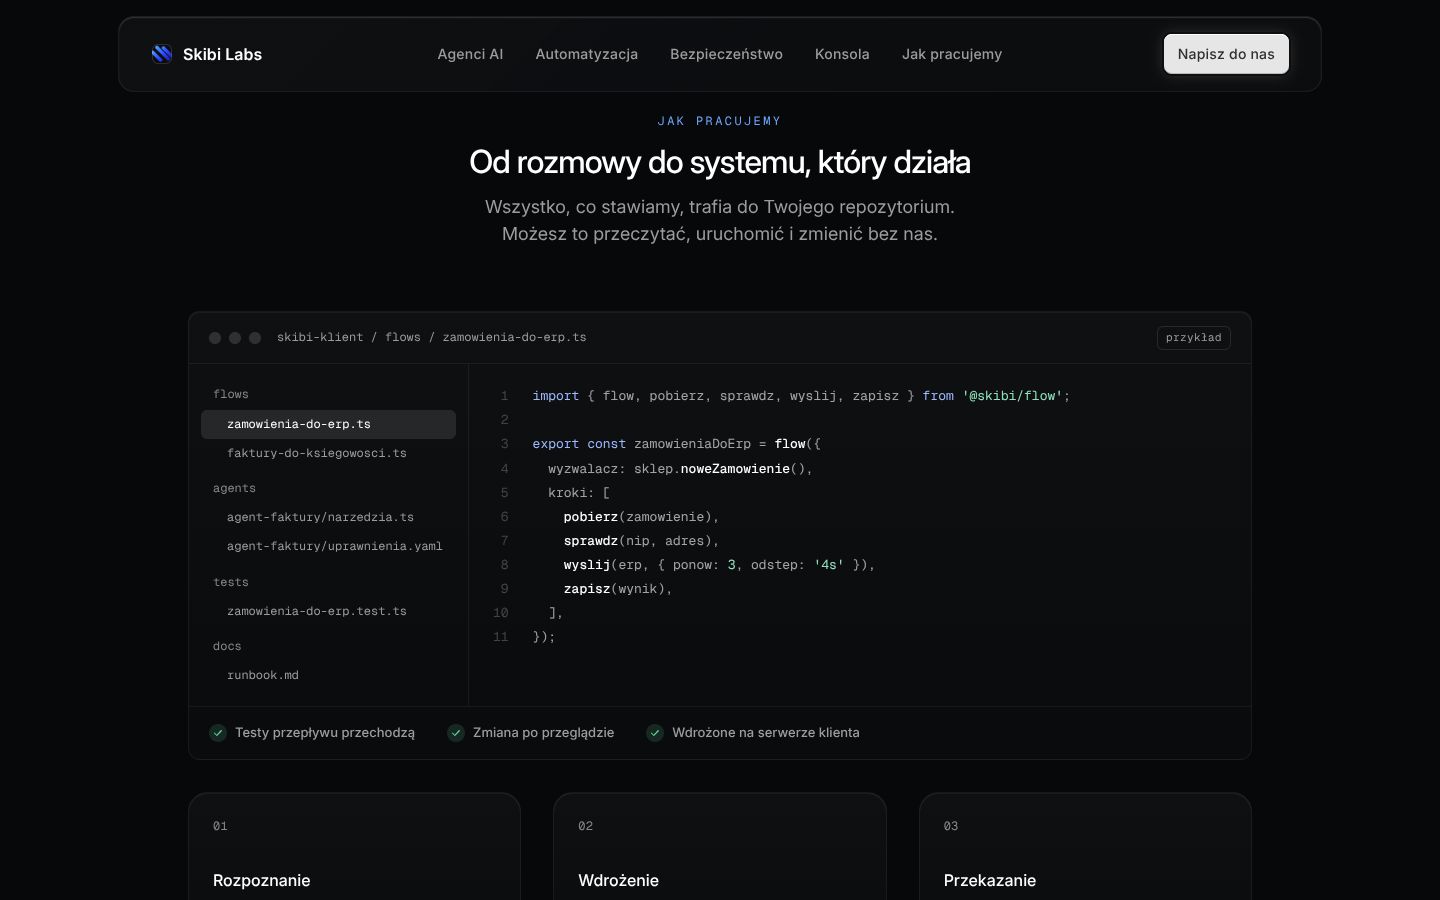 Skibi Labs
Agenci AI
Automatyzacja
Bezpieczeństwo
Konsola
Jak pracujemy
Napisz do nas
JAK PRACUJEMY
Od rozmowy do systemu, który działa
Wszystko, co stawiamy, trafia do Twojego repozytorium.
Możesz to przeczytać, uruchomić i zmienić bez nas.
skibi-klient / flows / zamowienia-do-erp.ts
przykład
flows
zamowienia-do-erp.ts
faktury-do-ksiegowosci.ts
agents
agent-faktury/narzedzia.ts
agent-faktury/uprawnienia.yaml
tests
zamowienia-do-erp.test.ts
docs
runbook.md
1 import { flow, pobierz, sprawdz, wyslij, zapisz } from '@skibi/flow';
2
3 export const zamowieniaDoErp = flow({
4   wyzwalacz: sklep.noweZamowienie(),
5   kroki: [
6     pobierz(zamowienie),
7     sprawdz(nip, adres),
8     wyslij(erp, { ponow: 3, odstep: '4s' }),
9     zapisz(wynik),
10   ],
11 });
Testy przepływu przechodzą
Zmiana po przeglądzie
Wdrożone na serwerze klienta
01
Rozpoznanie
02
Wdrożenie
03
Przekazanie